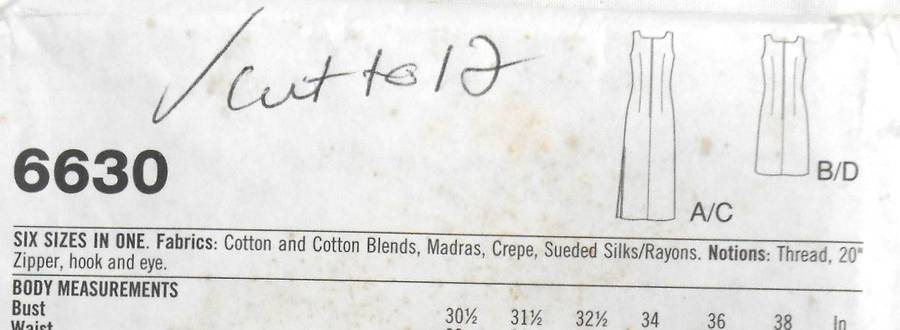 ✓ Cut to 12
6630
B/D
A/C
SIX SIZES IN ONE. Fabrics: Cotton and Cotton Blends, Madras, Crepe, Sueded Silks/Rayons. Notions: Thread, 20"
Zipper, hook and eye.
BODY MEASUREMENTS
Bust 30½ 31½ 32½ 34 36 38 In
Waist